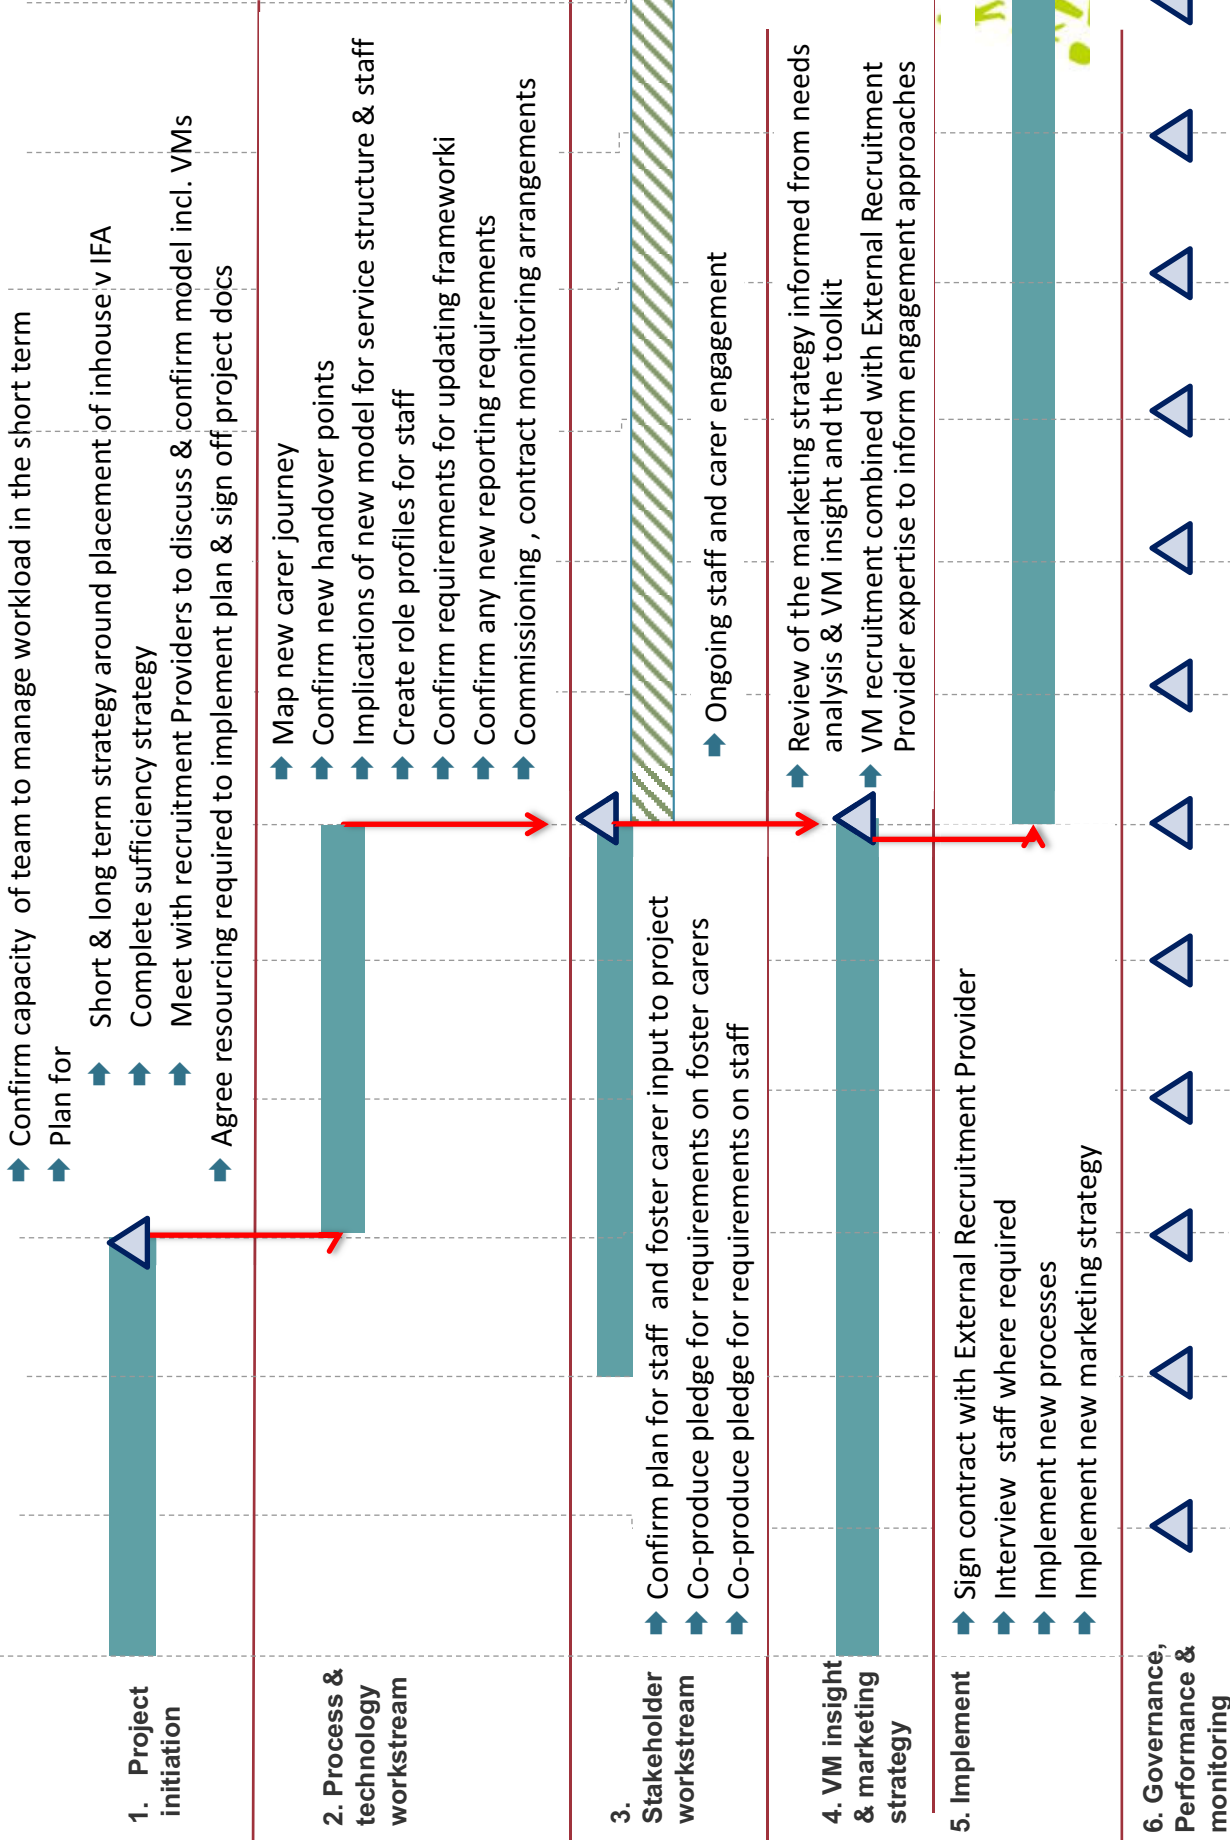 1. Project
initiation
Confirm capacity of team to manage workload in the short term
Plan for
Short & long term strategy around placement of inhouse v IFA
Complete sufficiency strategy
Meet with recruitment Providers to discuss & confirm model incl. VMs
Agree resourcing required to implement plan & sign off project docs
2. Process &
technology
workstream
Map new carer journey
Confirm new handover points
Implications of new model for service structure & staff
Create role profiles for staff
Confirm requirements for updating frameworki
Confirm any new reporting requirements
Commissioning , contract monitoring arrangements
3.
Stakeholder
workstream
Confirm plan for staff and foster carer input to project
Co-produce pledge for requirements on foster carers
Co-produce pledge for requirements on staff
Ongoing staff and carer engagement
4. VM insight
& marketing
strategy
Review of the marketing strategy informed from needs
analysis & VM insight and the toolkit
VM recruitment combined with External Recruitment
Provider expertise to inform engagement approaches
5. Implement
Sign contract with External Recruitment Provider
Interview staff where required
Implement new processes
Implement new marketing strategy
6. Governance,
Performance &
monitoring